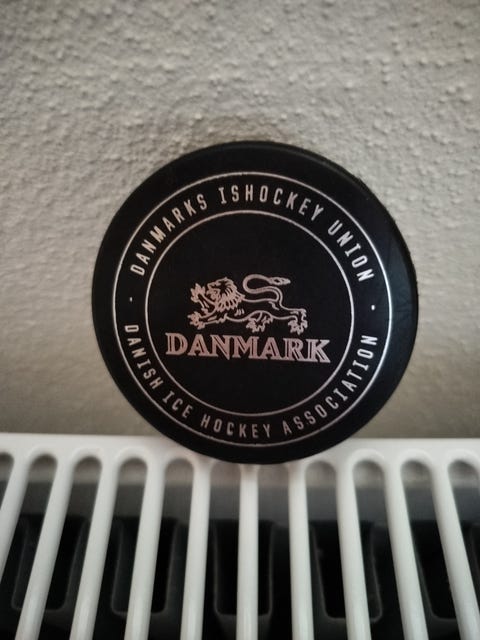 DANMARKS ISHOCKEY UNION
DANMARK
DANISH ICE HOCKEY ASSOCIATION